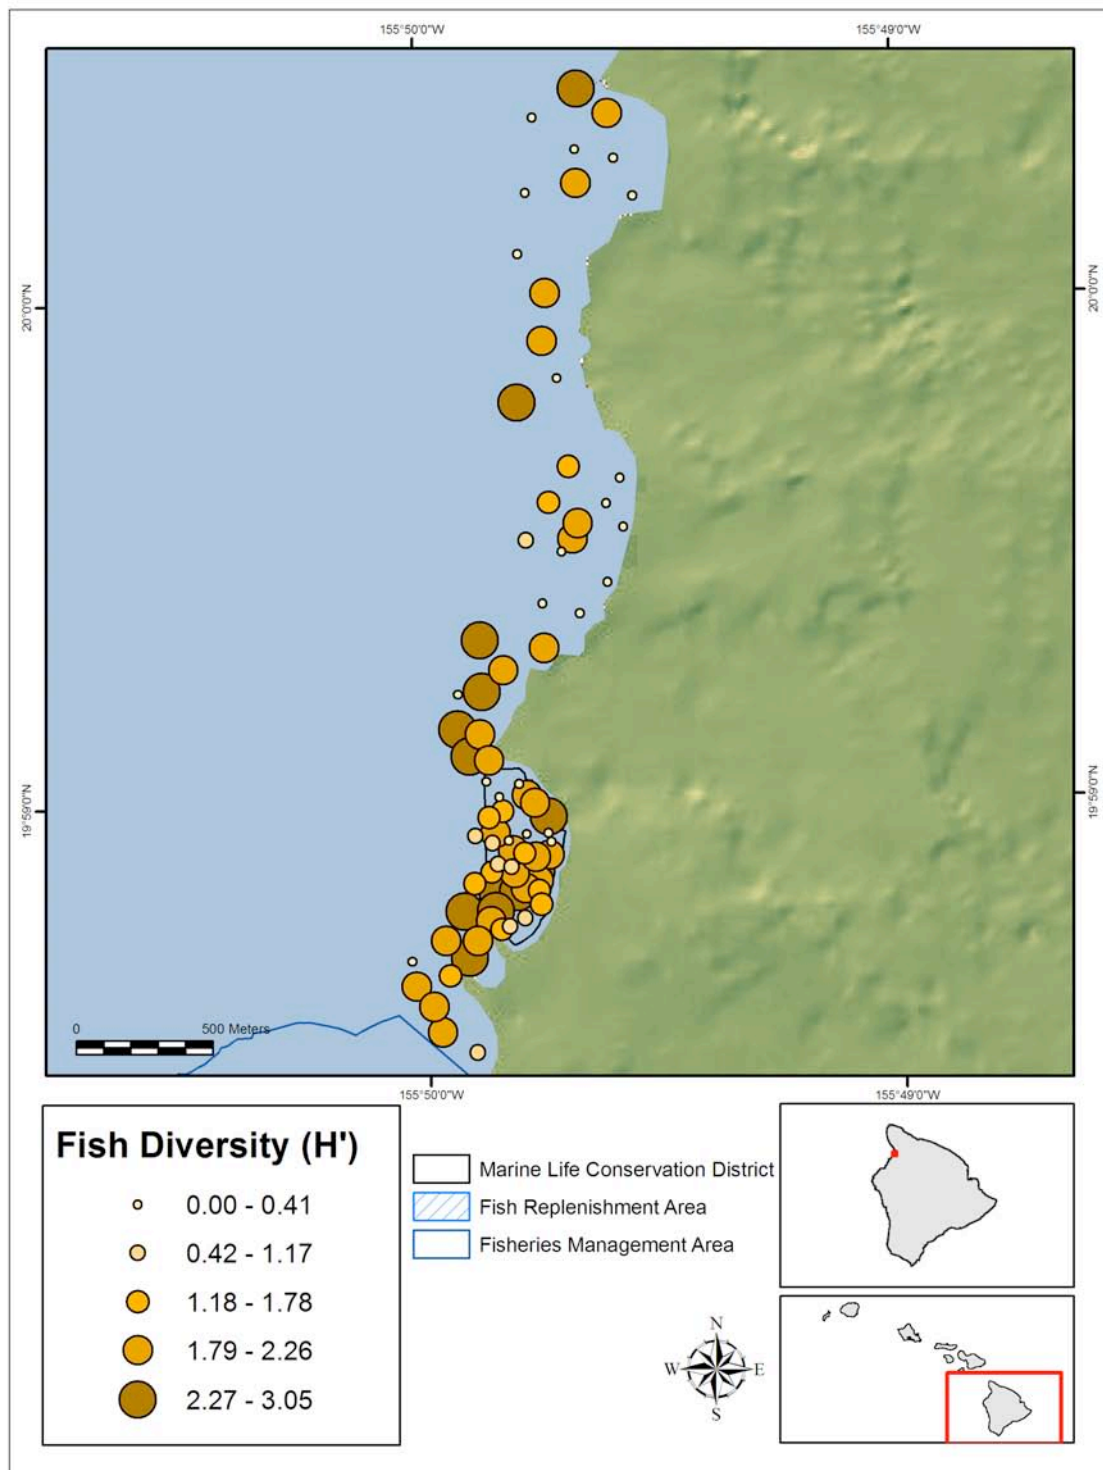 155°50'0"W
155°49'0"W
20°0'0"N
20°0'0"N
19°59'0"N
19°59'0"N
0
500 Meters
155°50'0"W
155°49'0"W
Fish Diversity (H')
0.00 - 0.41
0.42 - 1.17
1.18 - 1.78
1.79 - 2.26
2.27 - 3.05
Marine Life Conservation District
Fish Replenishment Area
Fisheries Management Area
N
W
E
S